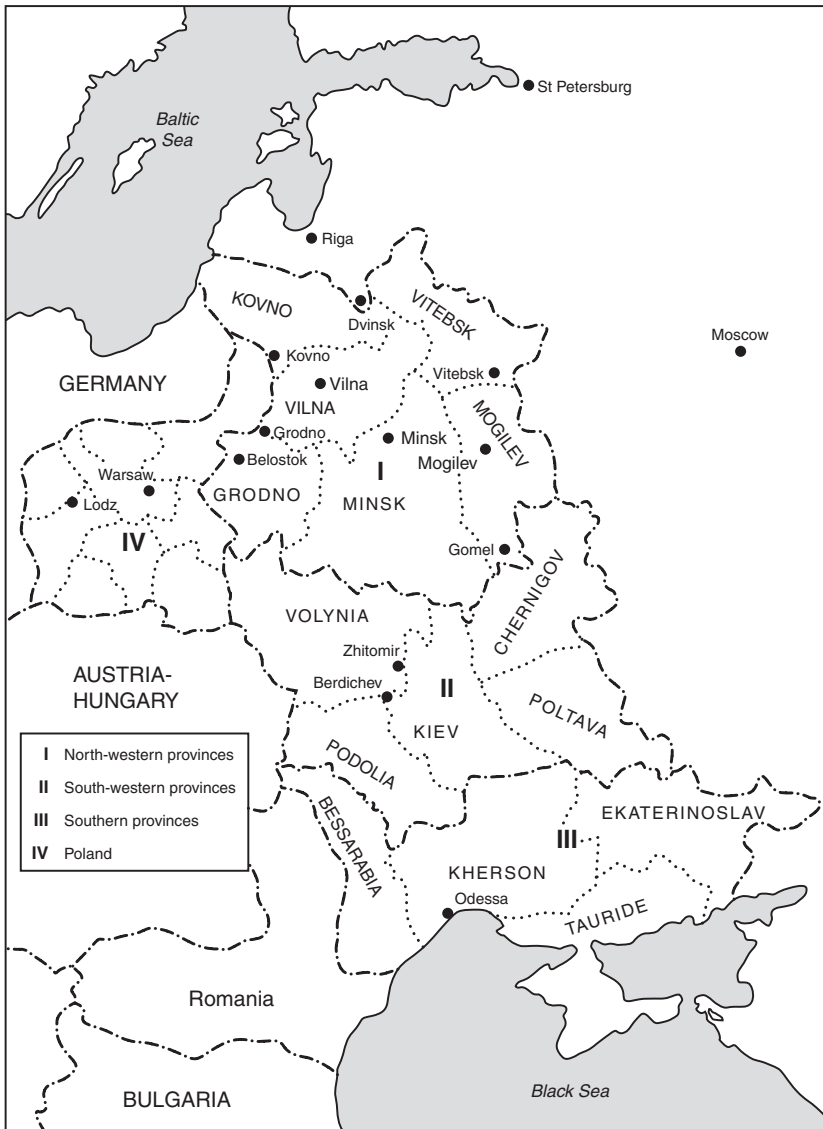 St Petersburg
Baltic
Sea
Riga
KOVNO
VITEBSK
Dvinsk
Moscow
Kovno
GERMANY
Vitebsk
Vilna
VILNA
MOGILEV
Grodno
Minsk
Mogilev
Belostok
Warsaw
I
GRODNO
MINSK
Lodz
IV
Gomel
CHERNIGOV
VOLYNIA
Zhitomir
AUSTRIA-
HUNGARY
II
Berdichev
POLTAVA
KIEV
PODOLIA
I North-western provinces
II South-western provinces
III Southern provinces
IV Poland
BESSARABIA
EKATERINOSLAV
III
KHERSON
Odessa
TAURIDE
Romania
Black Sea
BULGARIA